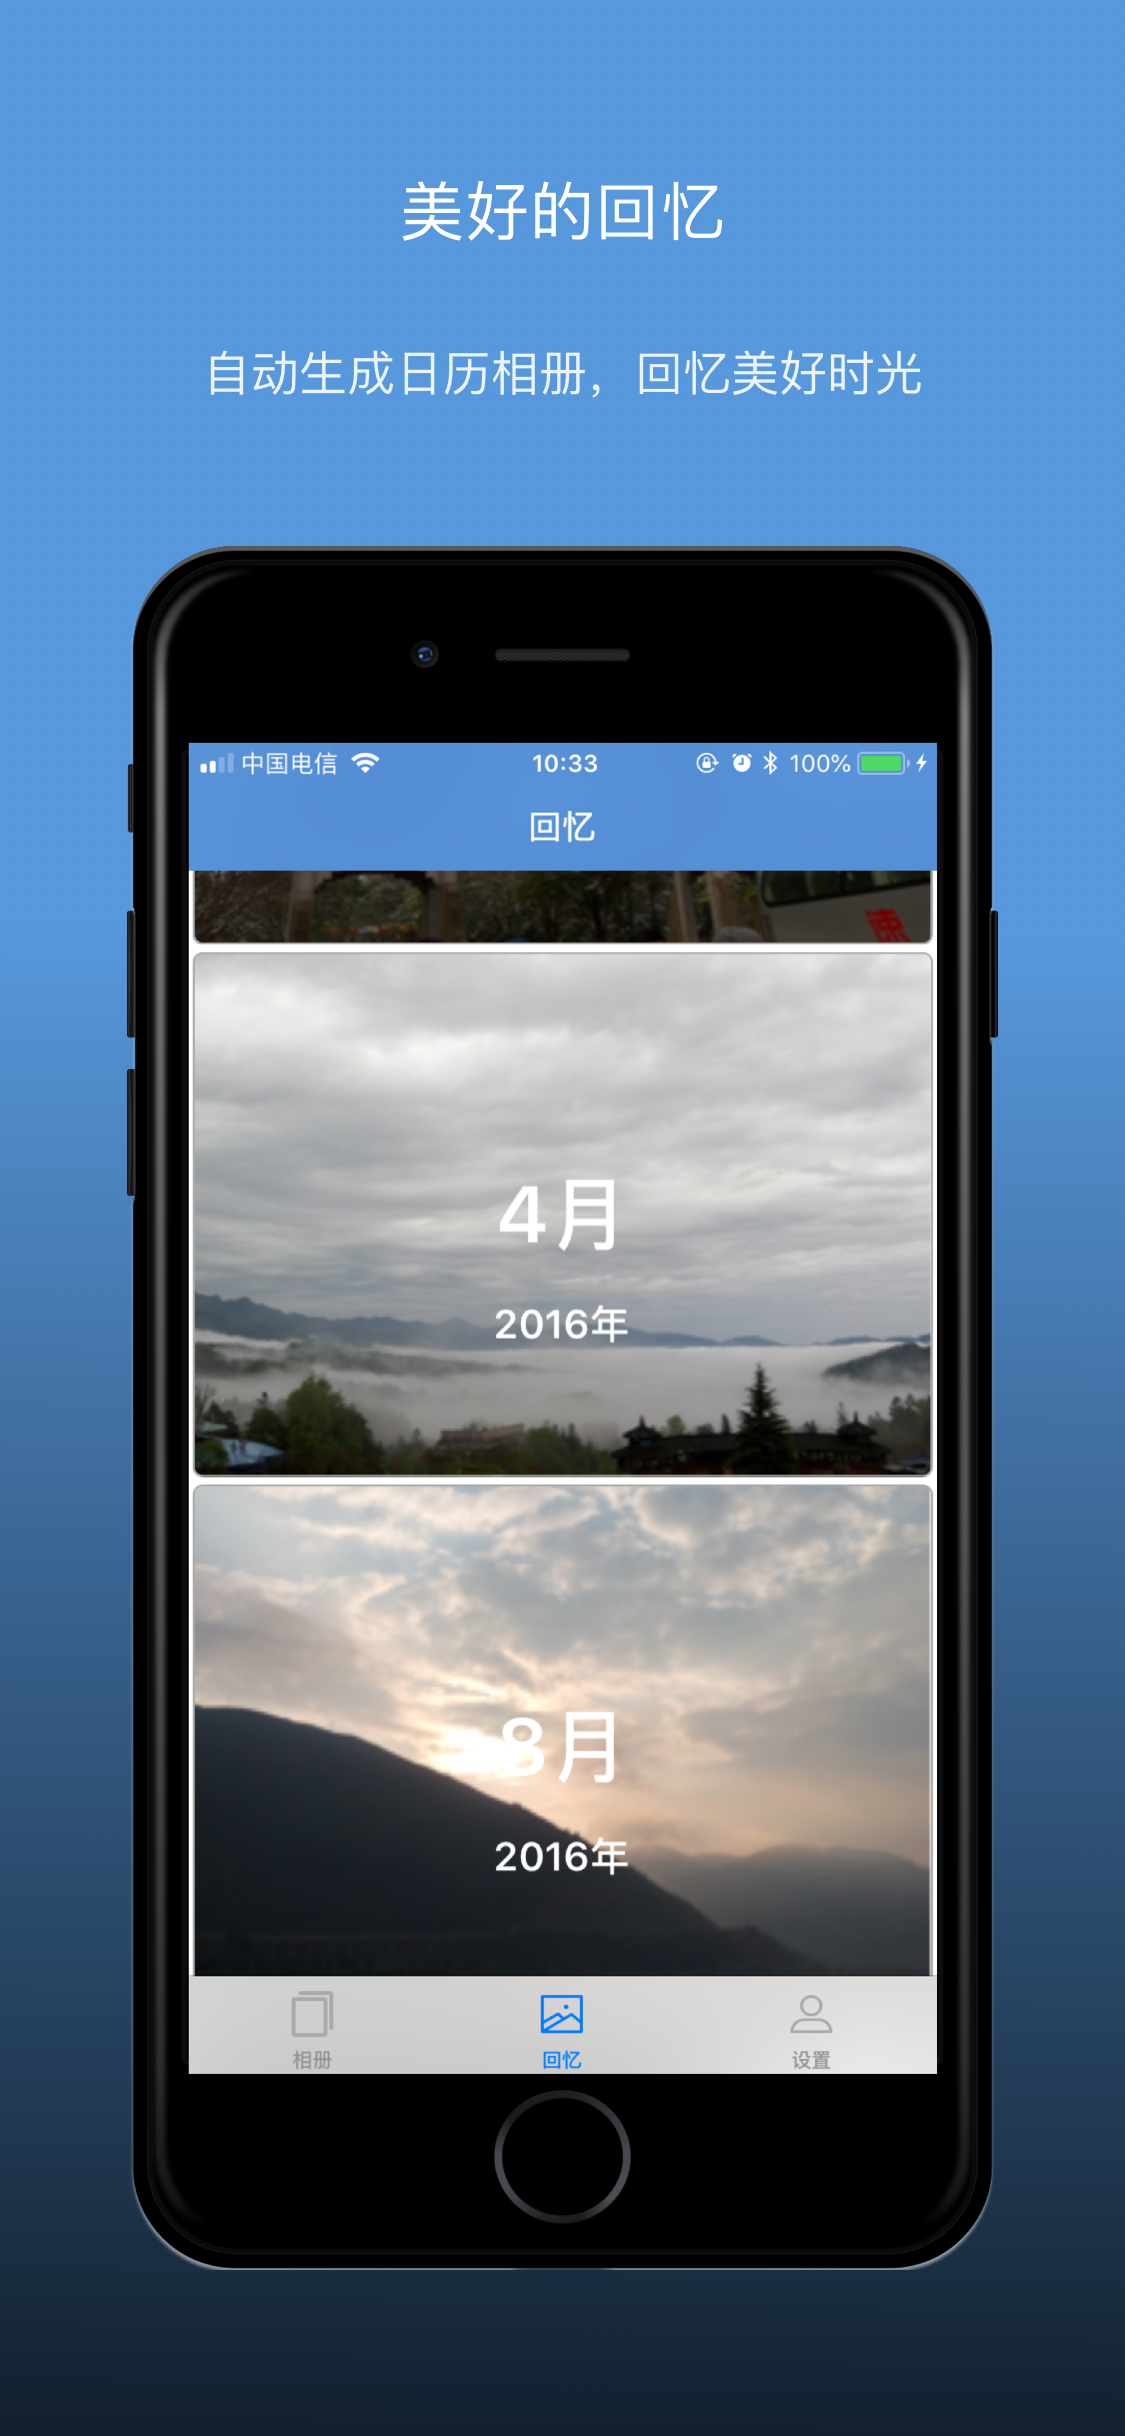 美好的回忆
自动生成日历相册，回忆美好时光
中国电信 10:33 100%
回忆
4月
2016年
8月
2016年
相册 回忆 设置